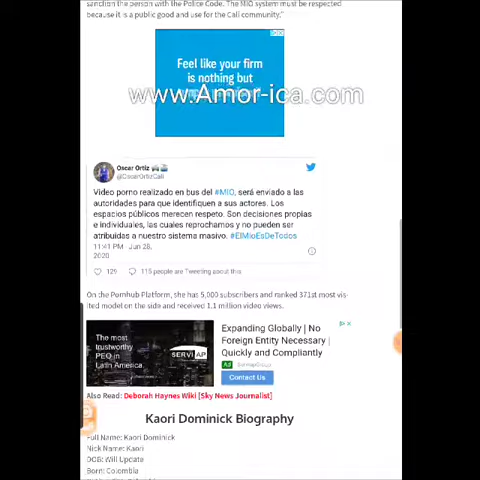 sanction the person with the Police Code. The MIO system must be respected
because it is a public good and use for the Cali community."
Feel like your firm
is nothing but
www.Amor-ica.com
Oscar Ortiz
@OscarOrtizCali
Video porno realizado en bus del #MIO, será enviado a las
autoridades para que identifiquen a sus actores. Los
espacios públicos merecen respeto. Son decisiones propias
e individuales, las cuales reprochamos y no pueden ser
atribuidas a nuestro sistema masivo. #ElMioEsDeTodos
11:41 PM · Jun 28,
2020
129 115 people are Tweeting about this
On the Pornhub Platform, she has 5,000 subscribers and ranked 371st most vis-
ited model on the side and received 1.1 million video views.
The most
trustworthy
PEO in
Latin America.
SERVIAP
Expanding Globally | No
Foreign Entity Necessary |
Quickly and Compliantly
Ad
Contact Us
Also Read: Deborah Haynes Wiki [Sky News Journalist]
Kaori Dominick Biography
Full Name: Kaori Dominick
Nick Name: Kaori
DOB: Will Update
Born: Colombia